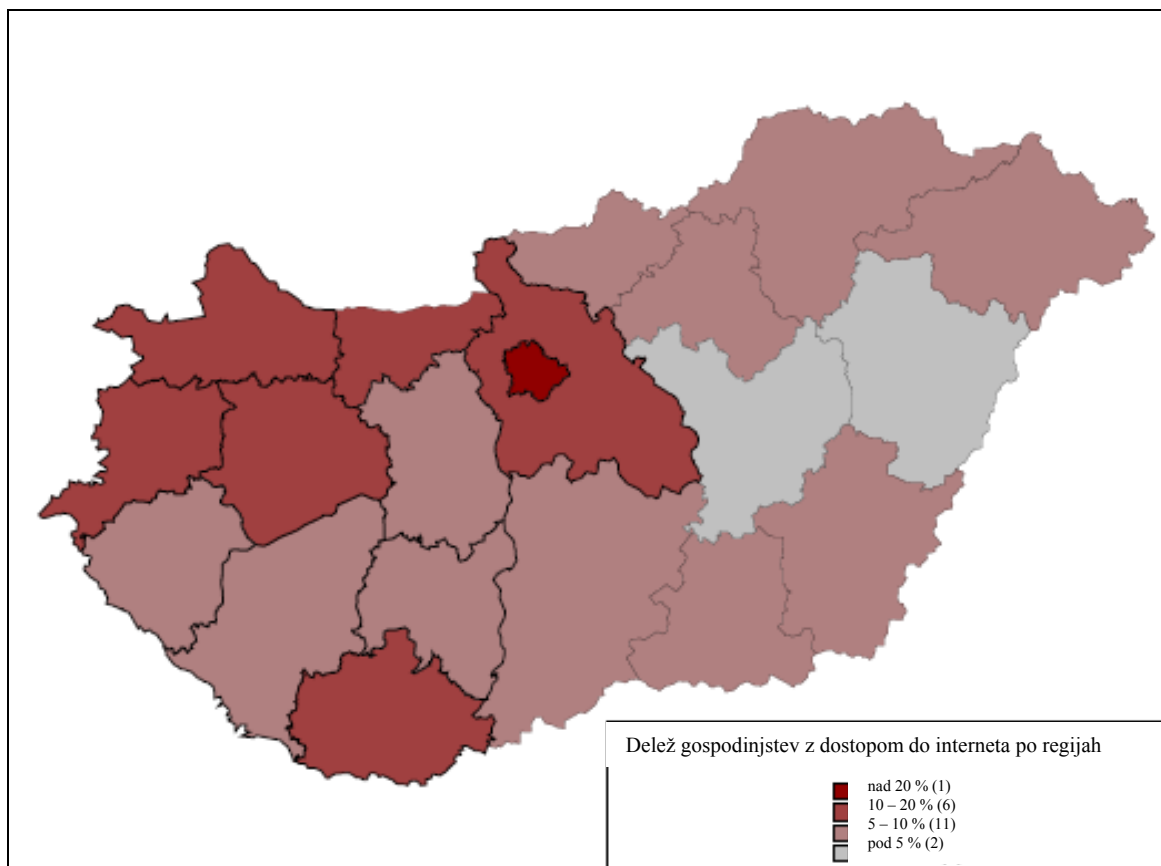 Delež gospodinjstev z dostopom do interneta po regijah
nad 20 % (1)
10 – 20 % (6)
5 – 10 % (11)
pod 5 % (2)